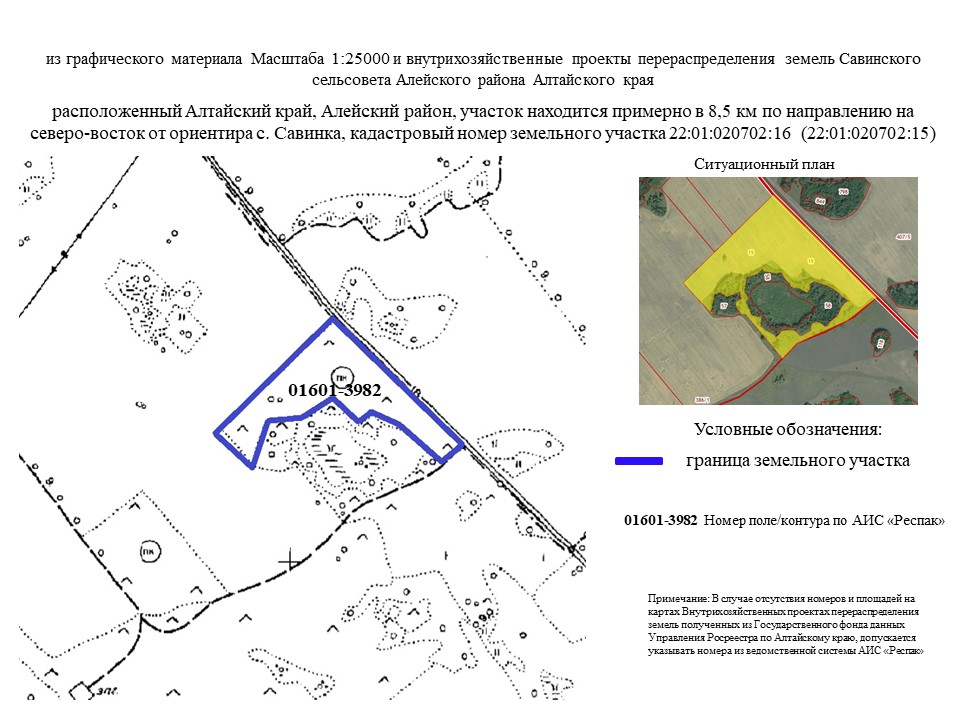 из графического материала Масштаба 1:25000 и внутрихозяйственные проекты перераспределения земель Савинского
сельсовета Алейского района Алтайского края
расположенный Алтайский край, Алейский район, участок находится примерно в 8,5 км по направлению на
северо-восток от ориентира с. Савинка, кадастровый номер земельного участка 22:01:020702:16 (22:01:020702:15)
Ситуационный план
пк
01601-3982
пк
эпг.
Условные обозначения:
граница земельного участка
01601-3982 Номер поле/контура по АИС «Респак»
Примечание: В случае отсутствия номеров и площадей на
картах Внутрихозяйственных проектах перераспределения
земель полученных из Государственного фонда данных
Управления Росреестра по Алтайскому краю, допускается
указывать номера из ведомственной системы АИС «Респак»